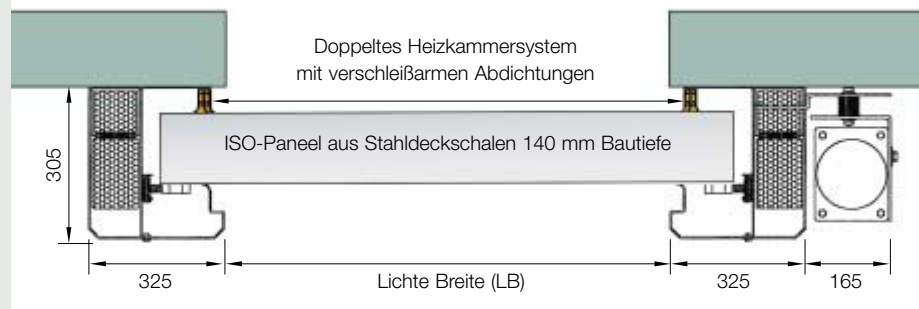 Doppeltes Heizkammersystem
mit verschleißarmen Abdichtungen
ISO-Paneel aus Stahldeckschalen 140 mm Bautiefe
305
325
Lichte Breite (LB)
325
165